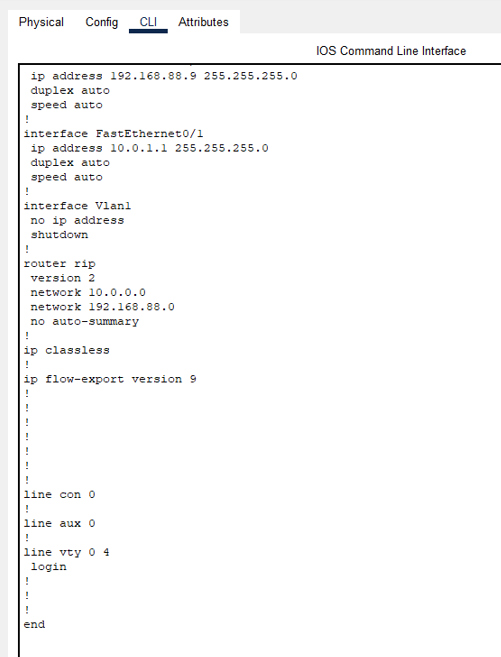 Physical Config CLI Attributes
IOS Command Line Interface
ip address 192.168.88.9 255.255.255.0
duplex auto
speed auto
!
interface FastEthernet0/1
ip address 10.0.1.1 255.255.255.0
duplex auto
speed auto
!
interface Vlan1
no ip address
shutdown
!
router rip
version 2
network 10.0.0.0
network 192.168.88.0
no auto-summary
!
ip classless
!
ip flow-export version 9
!
!
!
!
!
!
!
line con 0
!
line aux 0
!
line vty 0 4
login
!
!
!
end